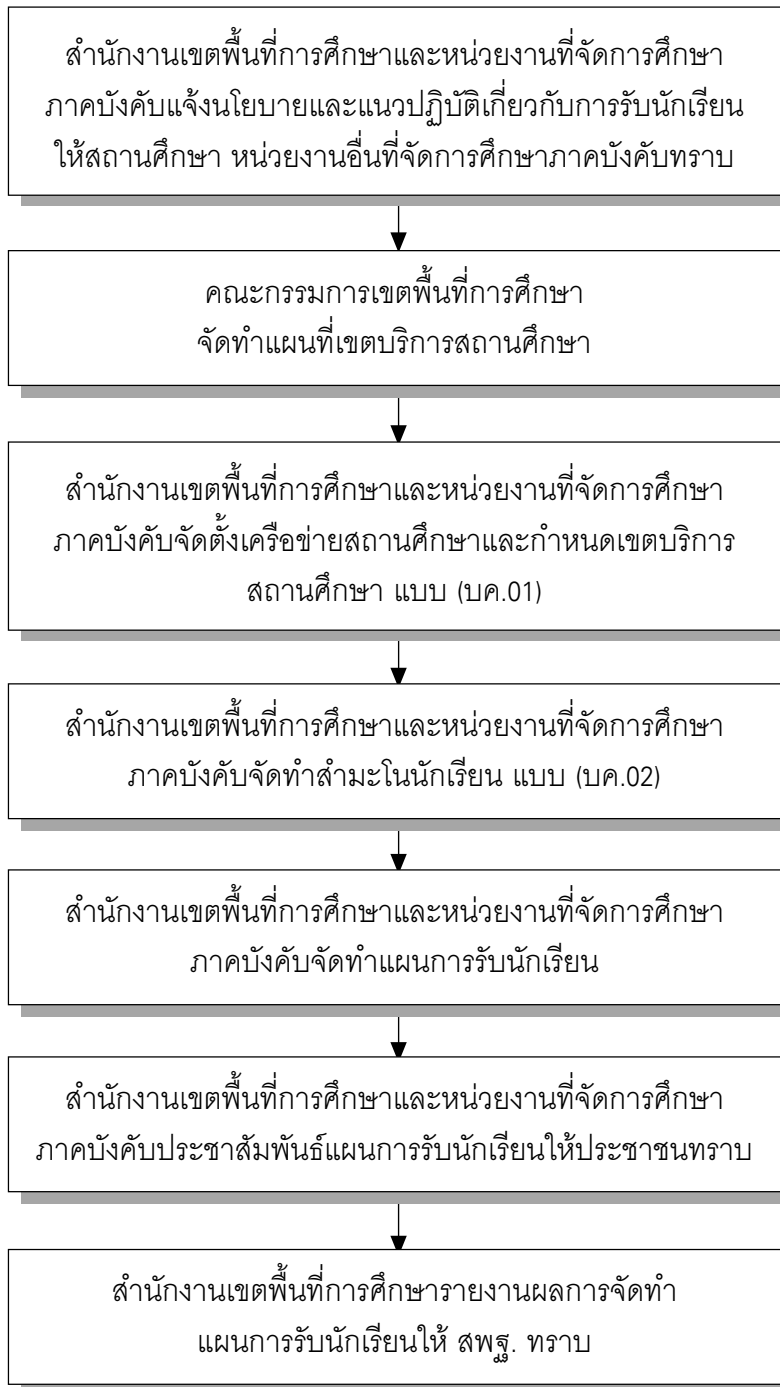 สำนักงานเขตพื้นที่การศึกษาและหน่วยงานที่จัดการศึกษา
ภาคบังคับแจ้งนโยบายและแนวปฏิบัติเกี่ยวกับการรับนักเรียน
ให้สถานศึกษา หน่วยงานอื่นที่จัดการศึกษาภาคบังคับทราบ
คณะกรรมการเขตพื้นที่การศึกษา
จัดทำแผนที่เขตบริการสถานศึกษา
สำนักงานเขตพื้นที่การศึกษาและหน่วยงานที่จัดการศึกษา
ภาคบังคับจัดตั้งเครือข่ายสถานศึกษาและกำหนดเขตบริการ
สถานศึกษา แบบ (บค.01)
สำนักงานเขตพื้นที่การศึกษาและหน่วยงานที่จัดการศึกษา
ภาคบังคับจัดทำสำมะโนนักเรียน แบบ (บค.02)
สำนักงานเขตพื้นที่การศึกษาและหน่วยงานที่จัดการศึกษา
ภาคบังคับจัดทำแผนการรับนักเรียน
สำนักงานเขตพื้นที่การศึกษาและหน่วยงานที่จัดการศึกษา
ภาคบังคับประชาสัมพันธ์แผนการรับนักเรียนให้ประชาชนทราบ
สำนักงานเขตพื้นที่การศึกษารายงานผลการจัดทำ
แผนการรับนักเรียนให้ สพฐ. ทราบ